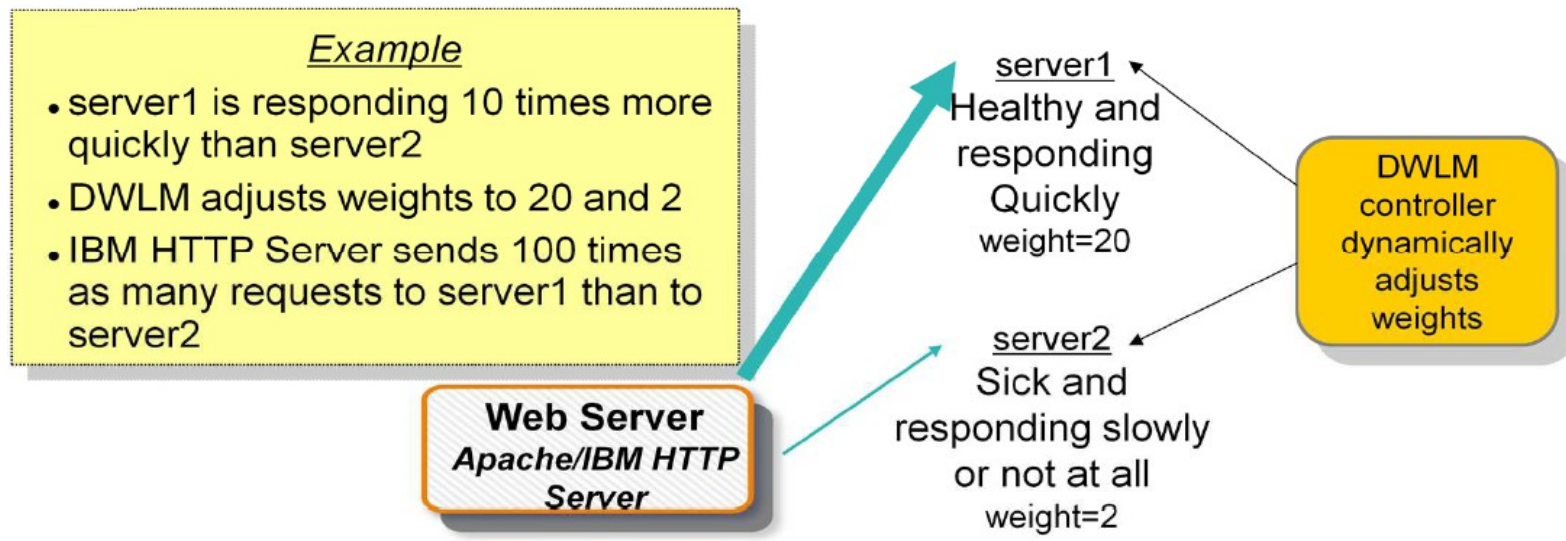 Example
• server1 is responding 10 times more
quickly than server2
• DWLM adjusts weights to 20 and 2
• IBM HTTP Server sends 100 times
as many requests to server1 than to
server2
Web Server
Apache/IBM HTTP
Server
server1
Healthy and
responding
Quickly
weight=20
server2
Sick and
responding slowly
or not at all
weight=2
DWLM
controller
dynamically
adjusts
weights